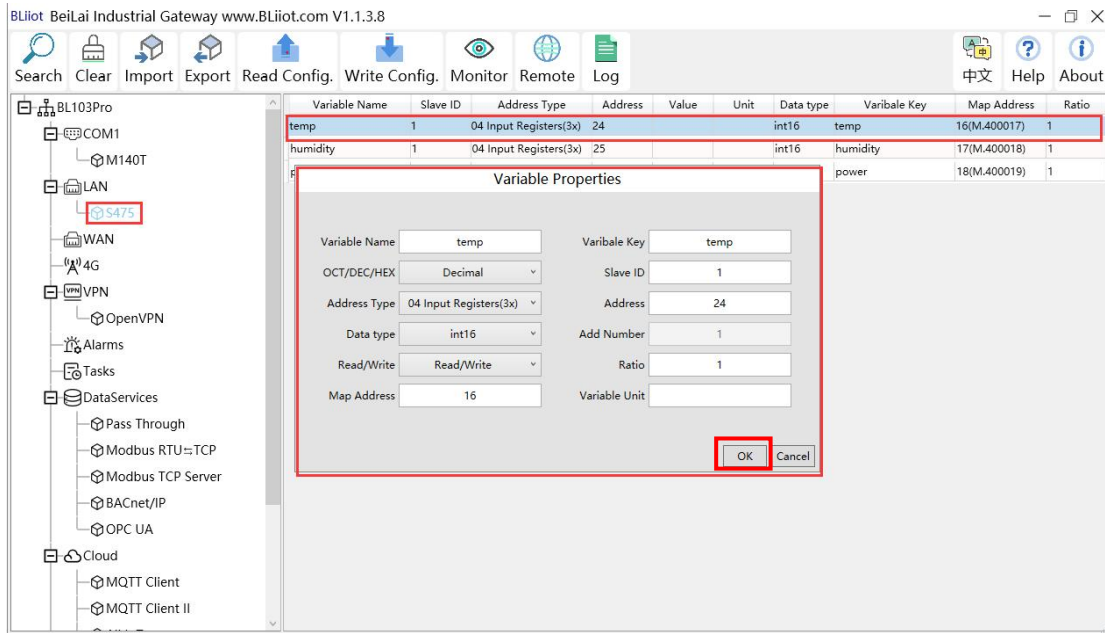 BLiiot BeiLai Industrial Gateway www.BLiiot.com V1.1.3.8
Search Clear Import Export Read Config. Write Config. Monitor Remote Log 中文 Help About
BL103Pro
COM1
M140T
LAN
S475
WAN
4G
VPN VPN
OpenVPN
Alarms
Tasks
DataServices
Pass Through
Modbus RTU⇆TCP
Modbus TCP Server
BACnet/IP
OPC UA
Cloud
MQTT Client
MQTT Client II
Variable Name Slave ID Address Type Address Value Unit Data type Varibale Key Map Address Ratio
temp 1 04 Input Registers(3x) 24 int16 temp 16(M.400017) 1
humidity 1 04 Input Registers(3x) 25 int16 humidity 17(M.400018) 1
power 18(M.400019) 1
Variable Properties
Variable Name temp Varibale Key temp
OCT/DEC/HEX Decimal Slave ID 1
Address Type 04 Input Registers(3x) Address 24
Data type int16 Add Number 1
Read/Write Read/Write Ratio 1
Map Address 16 Variable Unit
OK Cancel